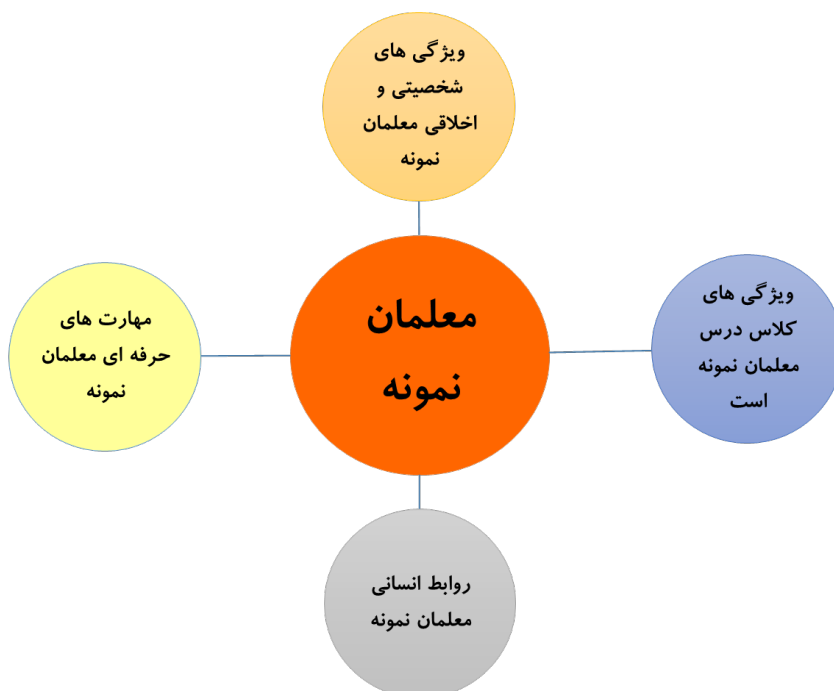 ویژگی های
شخصیتی و
اخلاقی معلمان
نمونه
ویژگی های
کلاس درس
معلمان نمونه
است
معلمان
نمونه
مهارت های
حرفه ای معلمان
نمونه
روابط انسانی
معلمان نمونه